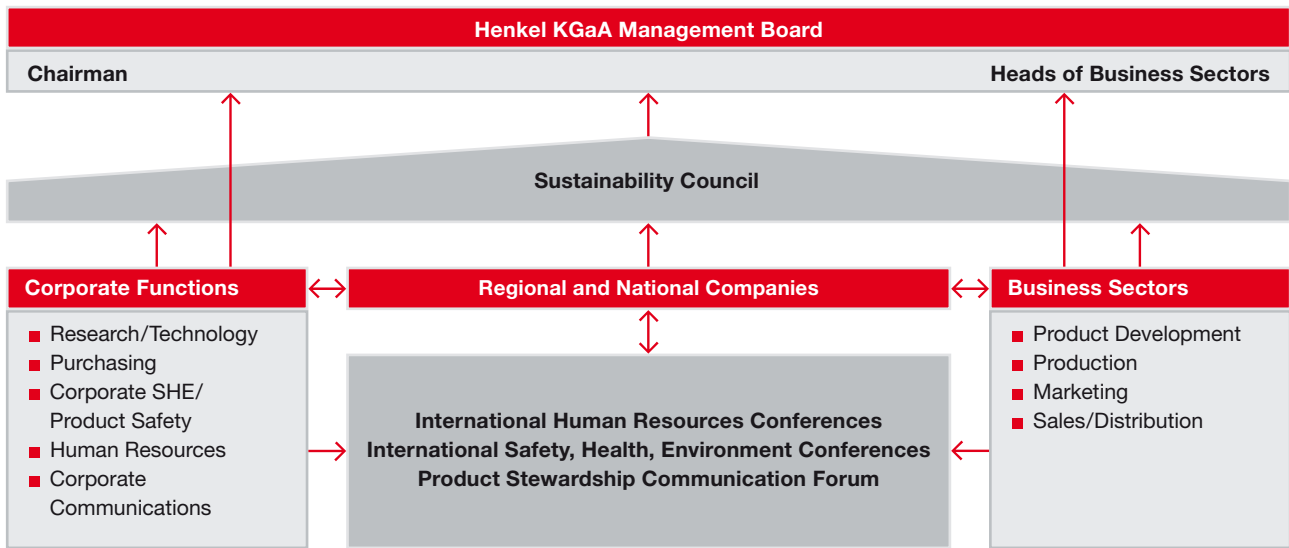 Henkel KGaA Management Board
Chairman
Heads of Business Sectors
Sustainability Council
Corporate Functions
Research/Technology
Purchasing
Corporate SHE/
Product Safety
Human Resources
Corporate
Communications
Regional and National Companies
International Human Resources Conferences
International Safety, Health, Environment Conferences
Product Stewardship Communication Forum
Business Sectors
Product Development
Production
Marketing
Sales/Distribution